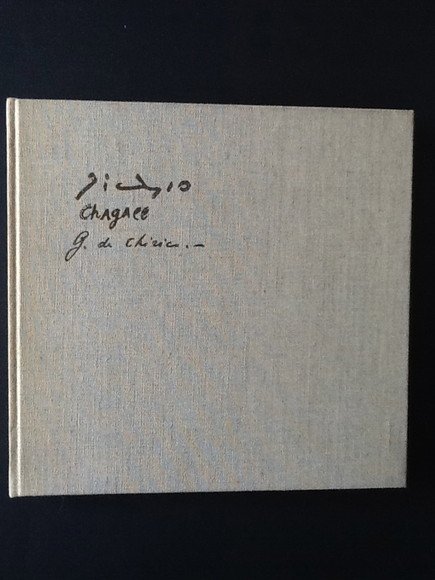 Picasso
Chagall
G. de Chirico.-